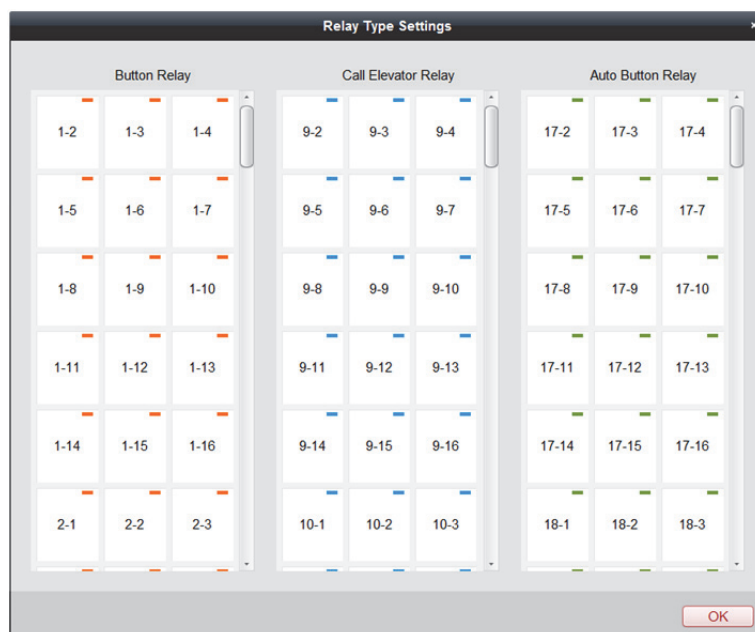 Relay Type Settings
Button Relay Call Elevator Relay Auto Button Relay
1-2 1-3 1-4 9-2 9-3 9-4 17-2 17-3 17-4
1-5 1-6 1-7 9-5 9-6 9-7 17-5 17-6 17-7
1-8 1-9 1-10 9-8 9-9 9-10 17-8 17-9 17-10
1-11 1-12 1-13 9-11 9-12 9-13 17-11 17-12 17-13
1-14 1-15 1-16 9-14 9-15 9-16 17-14 17-15 17-16
2-1 2-2 2-3 10-1 10-2 10-3 18-1 18-2 18-3
OK